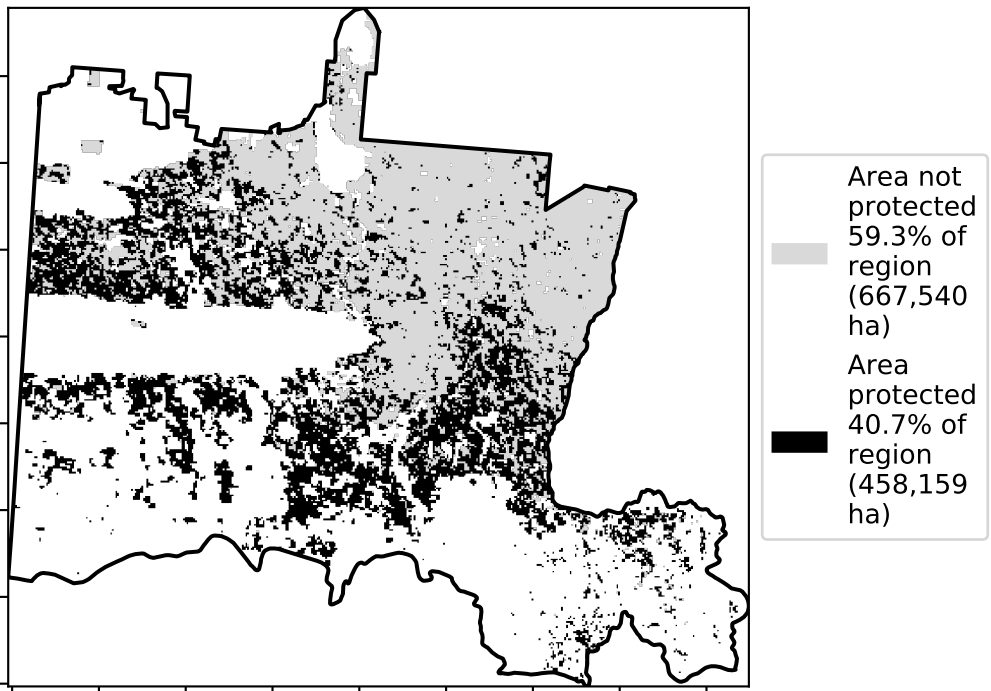 Area not
protected
59.3% of
region
(667,540
ha)
Area
protected
40.7% of
region
(458,159
ha)